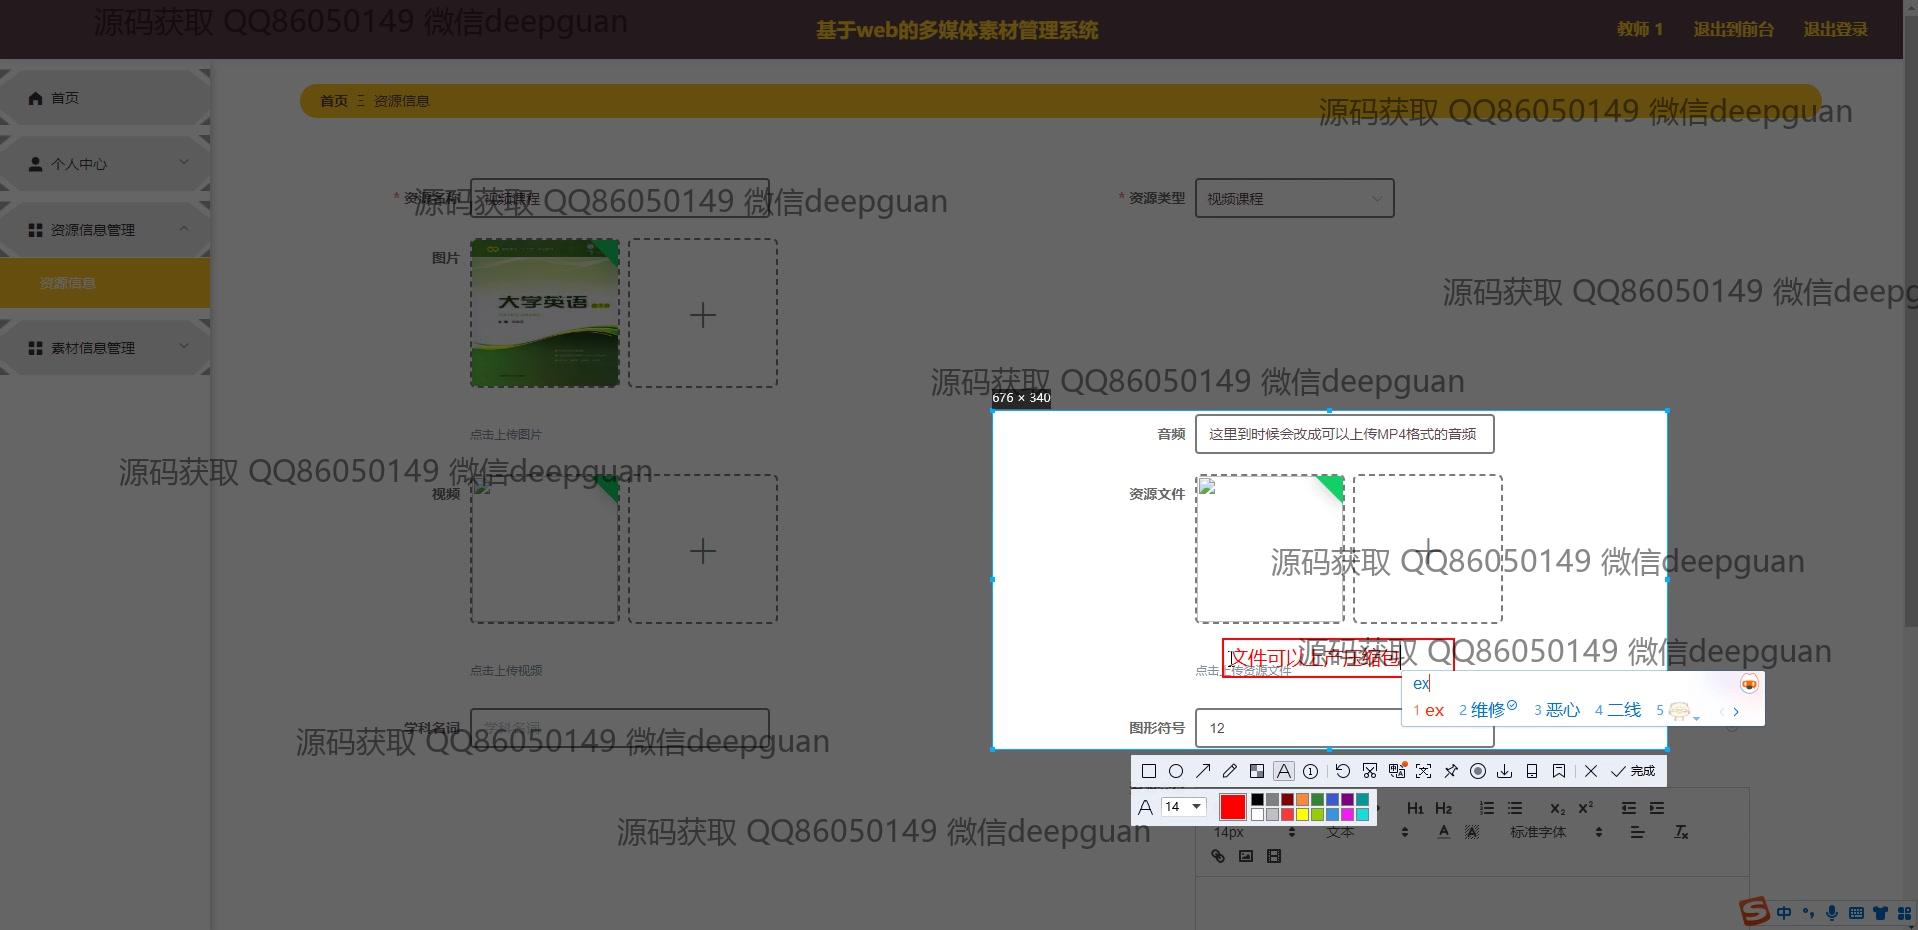 源码获取 QQ86050149 微信deepguan
基于web的多媒体素材管理系统
教师 1
退出到前台
退出登录
首页
首页 Ξ 资源信息
源码获取 QQ86050149 微信deepguan
个人中心
* 资源名称
视频课程
源码获取 QQ86050149 微信deepguan
* 资源类型
视频课程
资源信息管理
图片
资源信息
源码获取 QQ86050149 微信deepg
大学英语
素材信息管理
源码获取 QQ86050149 微信deepguan
676 × 340
点击上传图片
音频
这里到时候会改成可以上传MP4格式的音频
源码获取 QQ86050149 微信deepguan
视频
资源文件
源码获取 QQ86050149 微信deepguan
源码获取 QQ86050149 微信deepguan
文件可以上产压缩包
点击上传视频
点击上传资源文件
ex
1 ex 2 维修 3 恶心 4 二线 5
学科名词
学科名词
源码获取 QQ86050149 微信deepguan
图形符号
12
完成
A 14
H1 H2
源码获取 QQ86050149 微信deepguan
14px 文本 标准字体
中